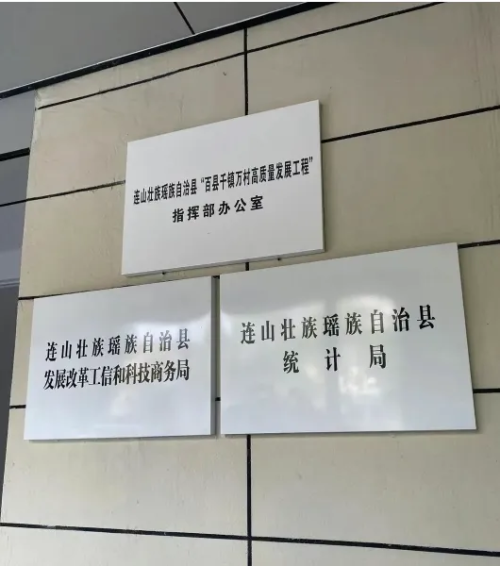 连山壮族瑶族自治县“百县千镇万村高质量发展工程”
指挥部办公室
连山壮族瑶族自治县
发展改革工信和科技商务局
连山壮族瑶族自治县
统计局